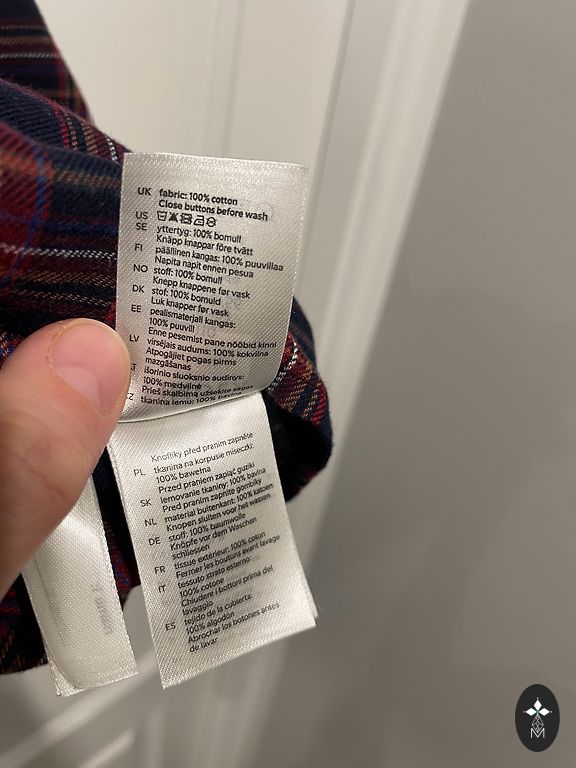 UK fabric: 100% cotton
Close buttons before wash
US
SE yttertyg: 100% bomull
Knäpp knappar före tvätt
FI päällinen kangas: 100% puuvillaa
Napita napit ennen pesua
NO stoff: 100% bomull
Knepp knappene før vask
DK stof: 100% bomuld
Luk knapper før vask
EE pealismaterjali kangas:
100% puuvill
Enne pesemist pane nööbid kinni
LV virsējais audums: 100% kokvilna
Atpogājiet pogas pirms
mazgāšanas
išorinio sluoksnio audinys:
100% medvilnė
Prieš skalbimą užsekite sagas
CZ tkanina lemu: 100% bavlna
Knoflíky před praním zapněte
PL tkanina na korpusie miseczki:
100% bawełna
Przed praniem zapiąć guziki
SK lemovanie tkaniny: 100% bavlna
Pred praním zapnite gombíky
NL material buitenkant: 100% katoen
Knopen sluiten voor het wassen
DE stoff: 100% baumwolle
Knöpfe vor dem Waschen
schliessen
FR tissue extérieur: 100% coton
Fermer les boutons avant lavage
IT tessuto strato esterno:
100% cotone
Chiudere i bottoni prima del
lavaggio
ES tejido de la cubierta:
100% algodón
Abrochar los botones antes
de lavar
M